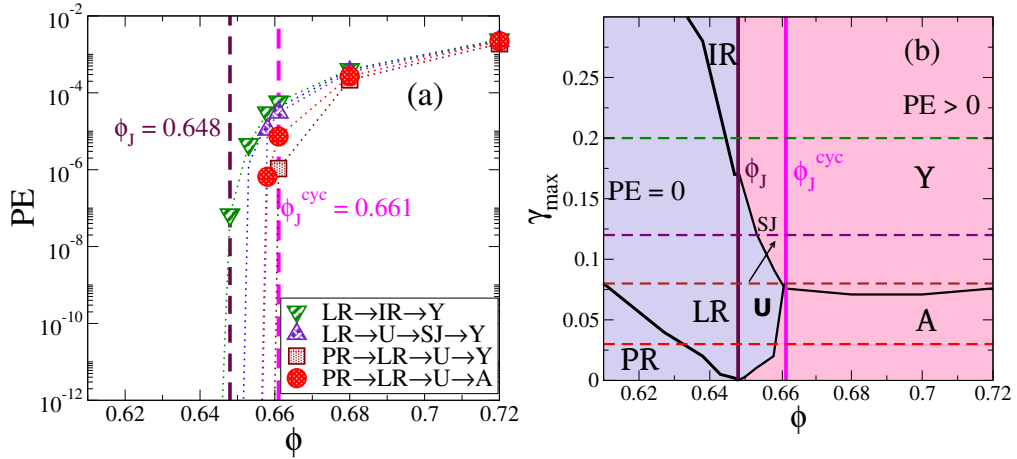 10⁰
10⁻²
10⁻⁴
10⁻⁶
10⁻⁸
10⁻¹⁰
10⁻¹²
PE
(a)
ϕ_J = 0.648
ϕ_J^cyc = 0.661
LR→IR→Y
LR→U→SJ→Y
PR→LR→U→Y
PR→LR→U→A
0.62 0.64 0.66 0.68 0.7 0.72
ϕ
(b)
0.25
0.2
0.15
0.1
0.05
0
γ_max
IR
PE > 0
PE = 0
ϕ_J
ϕ_J^cyc
Y
SJ
LR
U
A
PR
0.62 0.64 0.66 0.68 0.7 0.72
ϕ